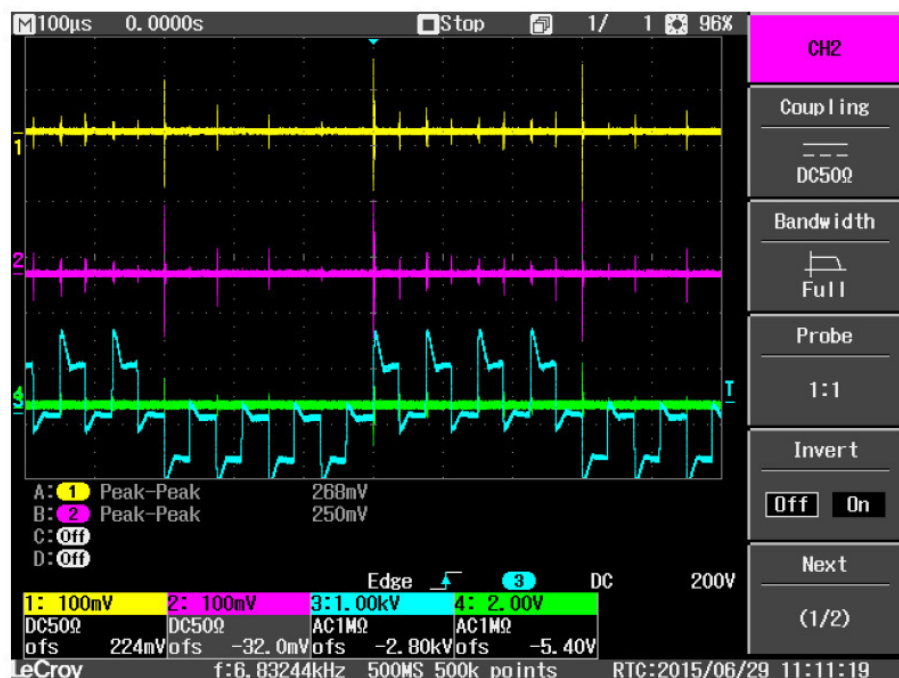 M 100µs 0.0000s Stop 1/ 1 96%
CH2
Coupling
DC50Ω
Bandwidth
Full
Probe
1:1
Invert
Off On
Next
(1/2)
1
2
3
T
A: 1 Peak-Peak 268mV
B: 2 Peak-Peak 250mV
C: Off
D: Off
Edge 3 DC 200V
1: 100mV 2: 100mV 3:1.00kV 4: 2.00V
DC50Ω DC50Ω AC1MΩ AC1MΩ
ofs 224mV ofs -32.0mV ofs -2.80kV ofs -5.40V
LeCroy f:6.83244kHz 500MS 500k points RTC:2015/06/29 11:11:19